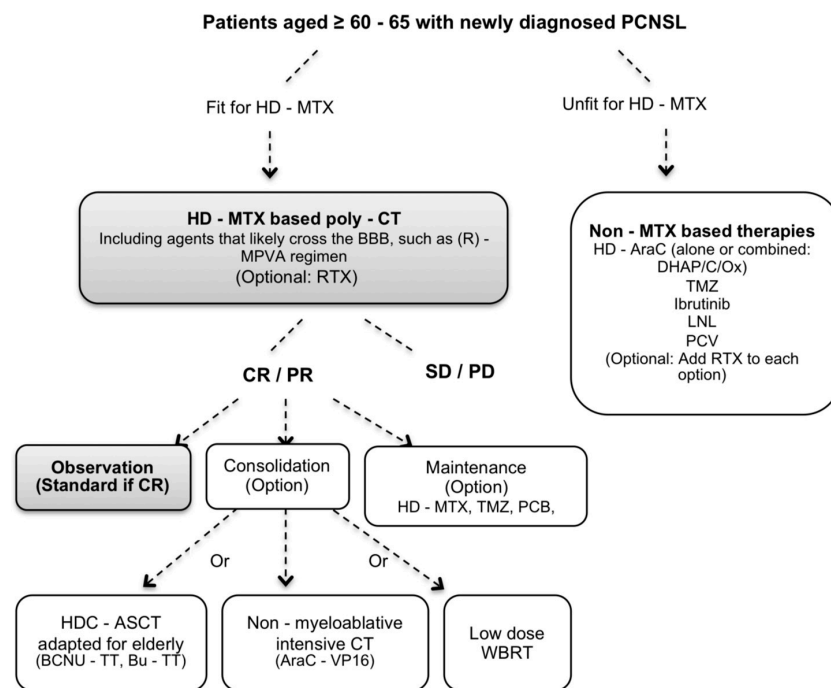 Patients aged ≥ 60 - 65 with newly diagnosed PCNSL
Fit for HD - MTX
Unfit for HD - MTX
HD - MTX based poly - CT
Including agents that likely cross the BBB, such as (R) -
MPVA regimen
(Optional: RTX)
Non - MTX based therapies
HD - AraC (alone or combined:
DHAP/C/Ox)
TMZ
Ibrutinib
LNL
PCV
(Optional: Add RTX to each
option)
CR / PR
SD / PD
Observation
(Standard if CR)
Consolidation
(Option)
Maintenance
(Option)
HD - MTX, TMZ, PCB,
Or
Or
HDC - ASCT
adapted for elderly
(BCNU - TT, Bu - TT)
Non - myeloablative
intensive CT
(AraC - VP16)
Low dose
WBRT